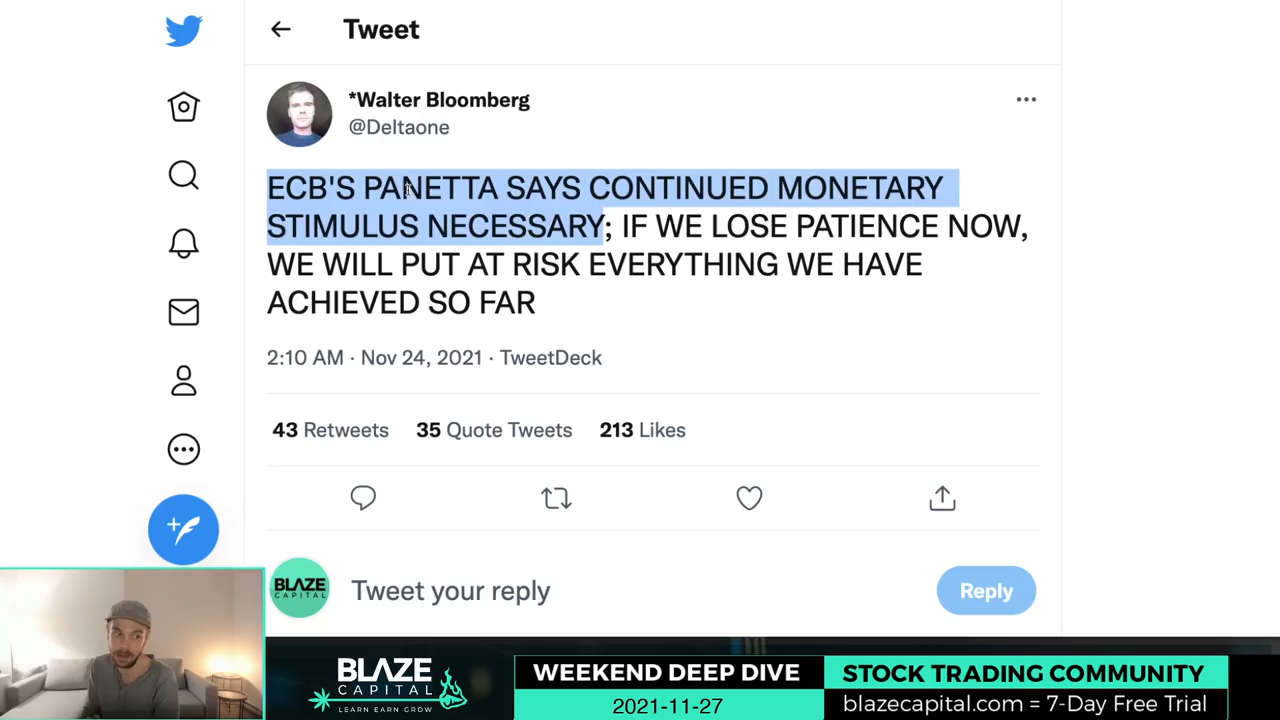 Tweet
*Walter Bloomberg
@Deltaone
ECB'S PANETTA SAYS CONTINUED MONETARY
STIMULUS NECESSARY; IF WE LOSE PATIENCE NOW,
WE WILL PUT AT RISK EVERYTHING WE HAVE
ACHIEVED SO FAR
2:10 AM · Nov 24, 2021 · TweetDeck
43 Retweets 35 Quote Tweets 213 Likes
BLAZE
CAPITAL
Tweet your reply
Reply
BLAZE
CAPITAL
LEARN EARN GROW
WEEKEND DEEP DIVE
2021-11-27
STOCK TRADING COMMUNITY
blazecapital.com = 7-Day Free Trial